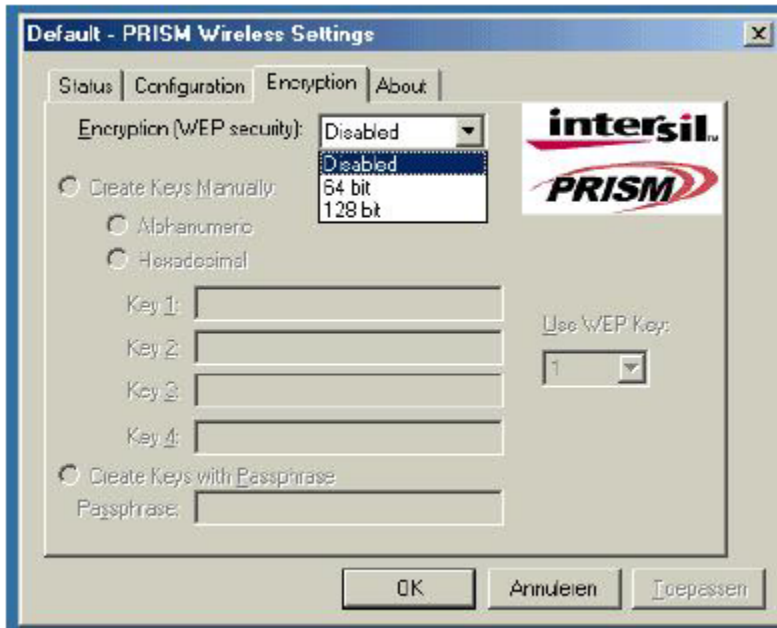 Default - PRISM Wireless Settings
Status Configuration Encryption About
Encryption (WEP security): Disabled
Disabled
64 bit
128 bit
intersil™
PRISM
Create Keys Manually:
Alphanumeric
Hexadecimal
Key 1:
Key 2:
Key 3:
Key 4:
Use WEP Key:
1
Create Keys with Passphrase
Passphrase:
OK Annuleren Toepassen